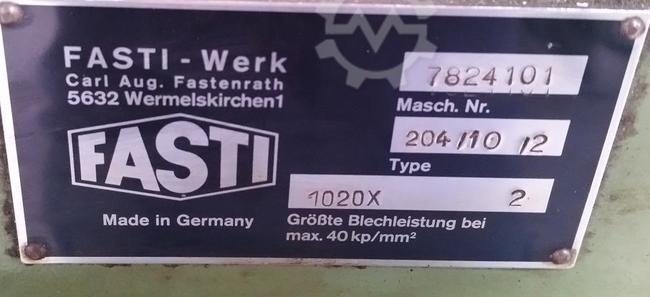 FASTI-Werk
Carl Aug. Fastenrath
5632 Wermelskirchen1
FASTI
Made in Germany
7824101
Masch. Nr.
204/10/2
Type
1020X 2
Größte Blechleistung bei
max. 40 kp/mm²